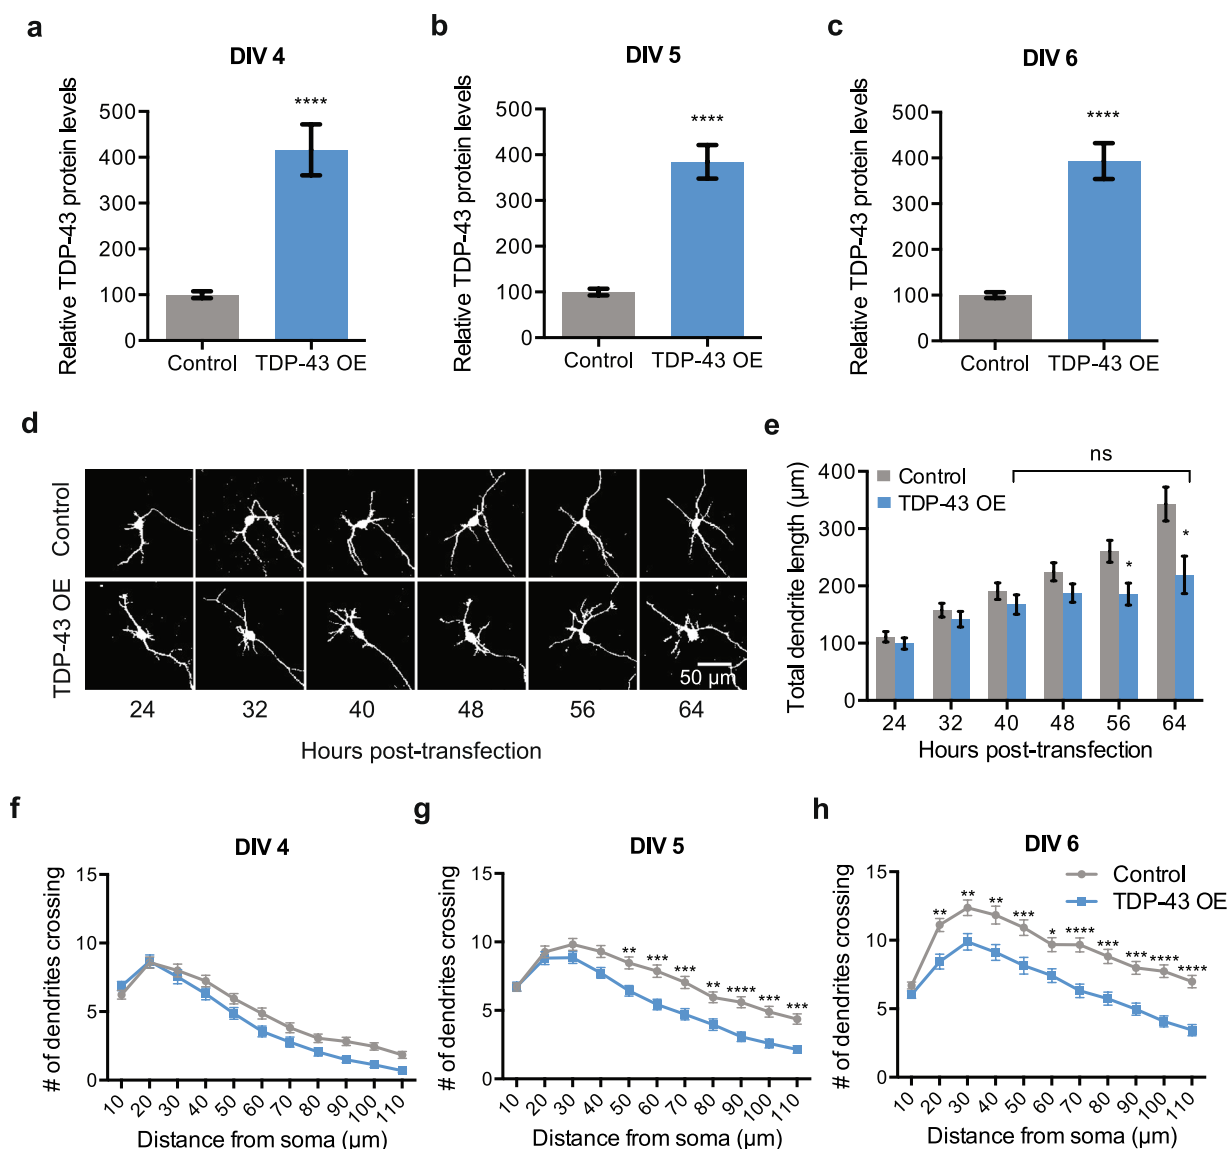 a
DIV 4
Relative TDP-43 protein levels
500
400
300
200
100
0
****
Control
TDP-43 OE
b
DIV 5
Relative TDP-43 protein levels
500
400
300
200
100
0
****
Control
TDP-43 OE
c
DIV 6
Relative TDP-43 protein levels
500
400
300
200
100
0
****
Control
TDP-43 OE
d
Control
TDP-43 OE
50 µm
24 32 40 48 56 64
Hours post-transfection
e
ns
Control
TDP-43 OE
Total dendrite length (µm)
400
300
200
100
0
* *
24 32 40 48 56 64
Hours post-transfection
f
DIV 4
# of dendrites crossing
15
10
5
0
10 20 30 40 50 60 70 80 90 100 110
Distance from soma (µm)
g
DIV 5
# of dendrites crossing
15
10
5
0
** *** *** ** **** *** ***
10 20 30 40 50 60 70 80 90 100 110
Distance from soma (µm)
h
DIV 6
Control
TDP-43 OE
# of dendrites crossing
15
10
5
0
** ** ** *** * **** *** *** **** ****
10 20 30 40 50 60 70 80 90 100 110
Distance from soma (µm)